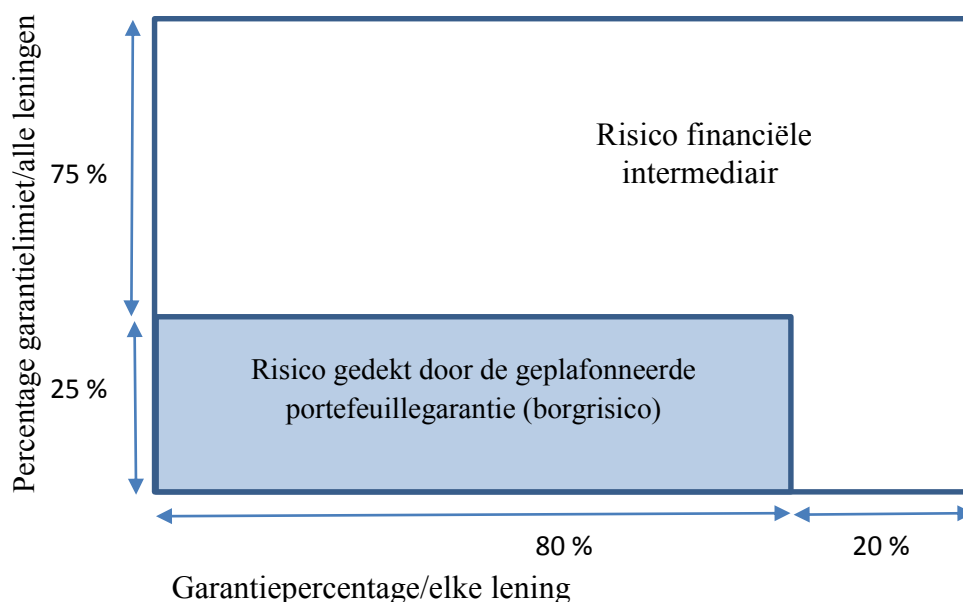 Percentage garantielimiet/alle leningen
75 %
Risico financiële
intermediair
25 %
Risico gedekt door de geplafonneerde
portefeuillegarantie (borgrisico)
80 %
20 %
Garantiepercentage/elke lening